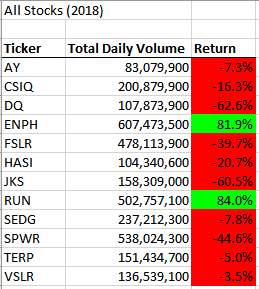 All Stocks (2018)
Ticker Total Daily Volume Return
AY 83,079,900 -7.3%
CSIQ 200,879,900 -16.3%
DQ 107,873,900 -62.6%
ENPH 607,473,500 81.9%
FSLR 478,113,900 -39.7%
HASI 104,340,600 -20.7%
JKS 158,309,000 -60.5%
RUN 502,757,100 84.0%
SEDG 237,212,300 -7.8%
SPWR 538,024,300 -44.6%
TERP 151,434,700 -5.0%
VSLR 136,539,100 -3.5%